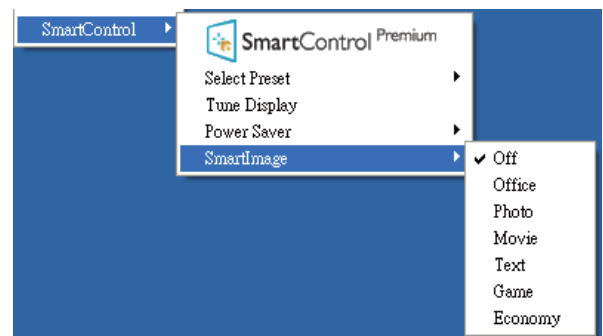 SmartControl
SmartControl Premium
Select Preset
Tune Display
Power Saver
SmartImage
Off
Office
Photo
Movie
Text
Game
Economy